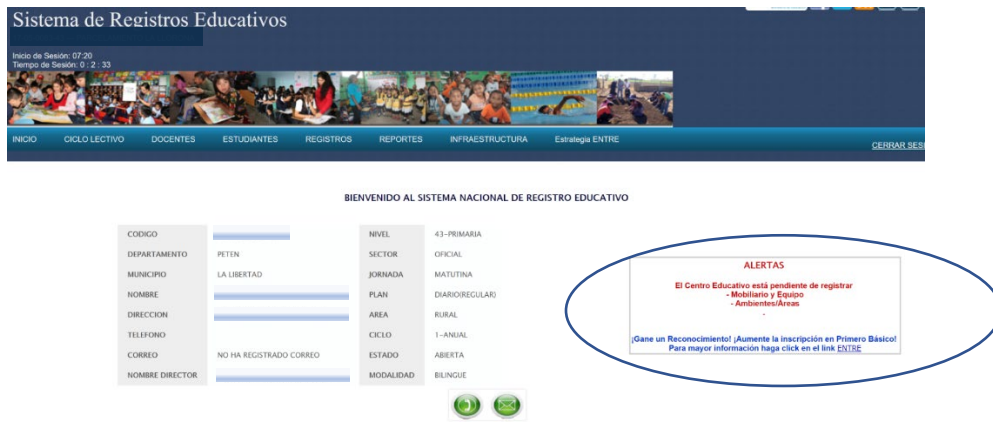 Sistema de Registros Educativos
Inicio de Sesión: 07:20
Tiempo de Sesión: 0 : 2 : 33
INICIO CICLO LECTIVO DOCENTES ESTUDIANTES REGISTROS REPORTES INFRAESTRUCTURA Estrategia ENTRE
CERRAR SESI
BIENVENIDO AL SISTEMA NACIONAL DE REGISTRO EDUCATIVO
CODIGO NIVEL 43-PRIMARIA
DEPARTAMENTO PETEN SECTOR OFICIAL
MUNICIPIO LA LIBERTAD JORNADA MATUTINA
NOMBRE PLAN DIARIO(REGULAR)
DIRECCION AREA RURAL
TELEFONO CICLO 1-ANUAL
CORREO NO HA REGISTRADO CORREO ESTADO ABIERTA
NOMBRE DIRECTOR MODALIDAD BILINGUE
ALERTAS
El Centro Educativo está pendiente de registrar
- Mobiliario y Equipo
- Ambientes/Áreas
.
¡Gane un Reconocimiento! ¡Aumente la inscripción en Primero Básico!
Para mayor información haga click en el link ENTRE